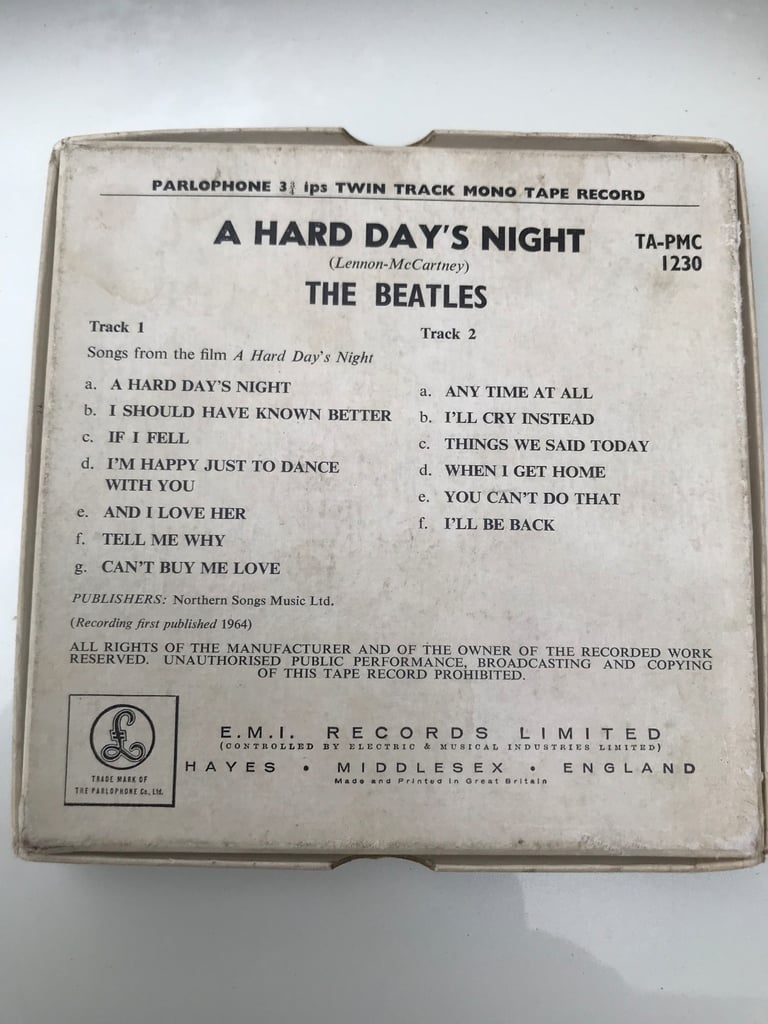 PARLOPHONE 3¾ ips TWIN TRACK MONO TAPE RECORD
A HARD DAY'S NIGHT
TA-PMC
1230
(Lennon-McCartney)
THE BEATLES
Track 1
Songs from the film A Hard Day's Night
a. A HARD DAY'S NIGHT
b. I SHOULD HAVE KNOWN BETTER
c. IF I FELL
d. I'M HAPPY JUST TO DANCE
WITH YOU
e. AND I LOVE HER
f. TELL ME WHY
g. CAN'T BUY ME LOVE
Track 2
a. ANY TIME AT ALL
b. I'LL CRY INSTEAD
c. THINGS WE SAID TODAY
d. WHEN I GET HOME
e. YOU CAN'T DO THAT
f. I'LL BE BACK
PUBLISHERS: Northern Songs Music Ltd.
(Recording first published 1964)
ALL RIGHTS OF THE MANUFACTURER AND OF THE OWNER OF THE RECORDED WORK
RESERVED. UNAUTHORISED PUBLIC PERFORMANCE, BROADCASTING AND COPYING
OF THIS TAPE RECORD PROHIBITED.
£
TRADE MARK OF
THE PARLOPHONE Co., Ltd.
E.M.I. RECORDS LIMITED
(CONTROLLED BY ELECTRIC & MUSICAL INDUSTRIES LIMITED)
HAYES • MIDDLESEX • ENGLAND
Made and Printed in Great Britain